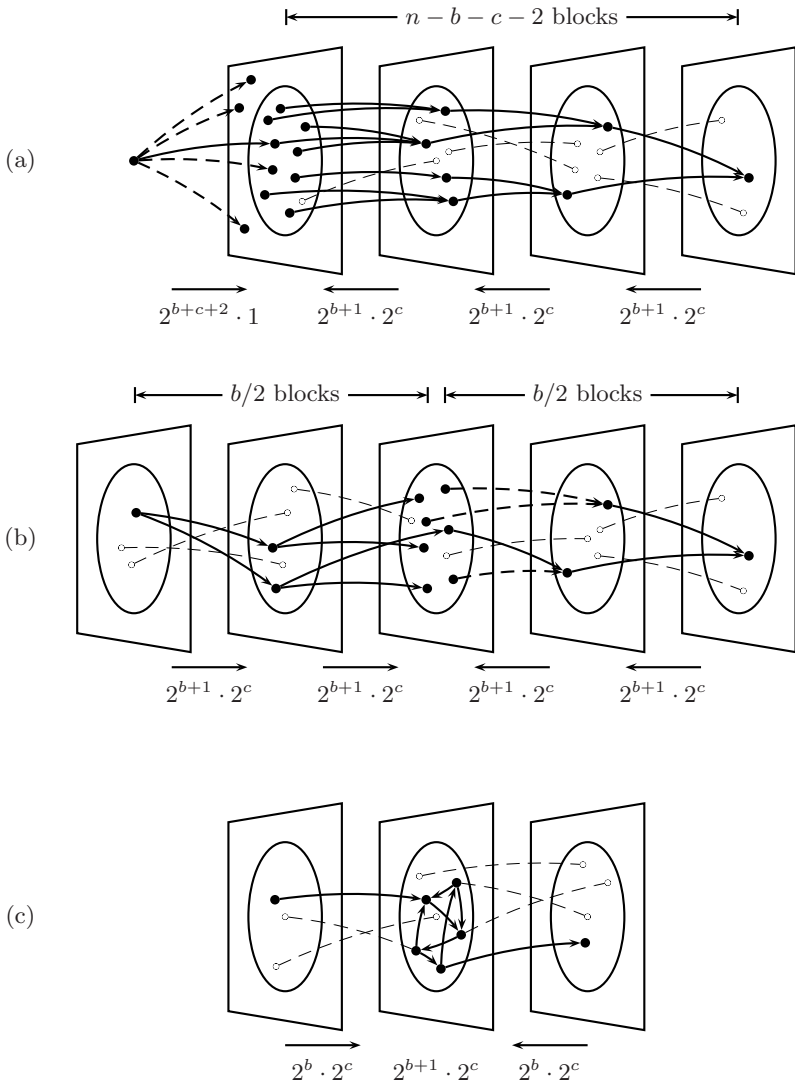 n − b − c − 2 blocks
(a)
2^{b+c+2} · 1 2^{b+1} · 2^c 2^{b+1} · 2^c 2^{b+1} · 2^c
b/2 blocks b/2 blocks
(b)
2^{b+1} · 2^c 2^{b+1} · 2^c 2^{b+1} · 2^c 2^{b+1} · 2^c
(c)
2^b · 2^c 2^{b+1} · 2^c 2^b · 2^c